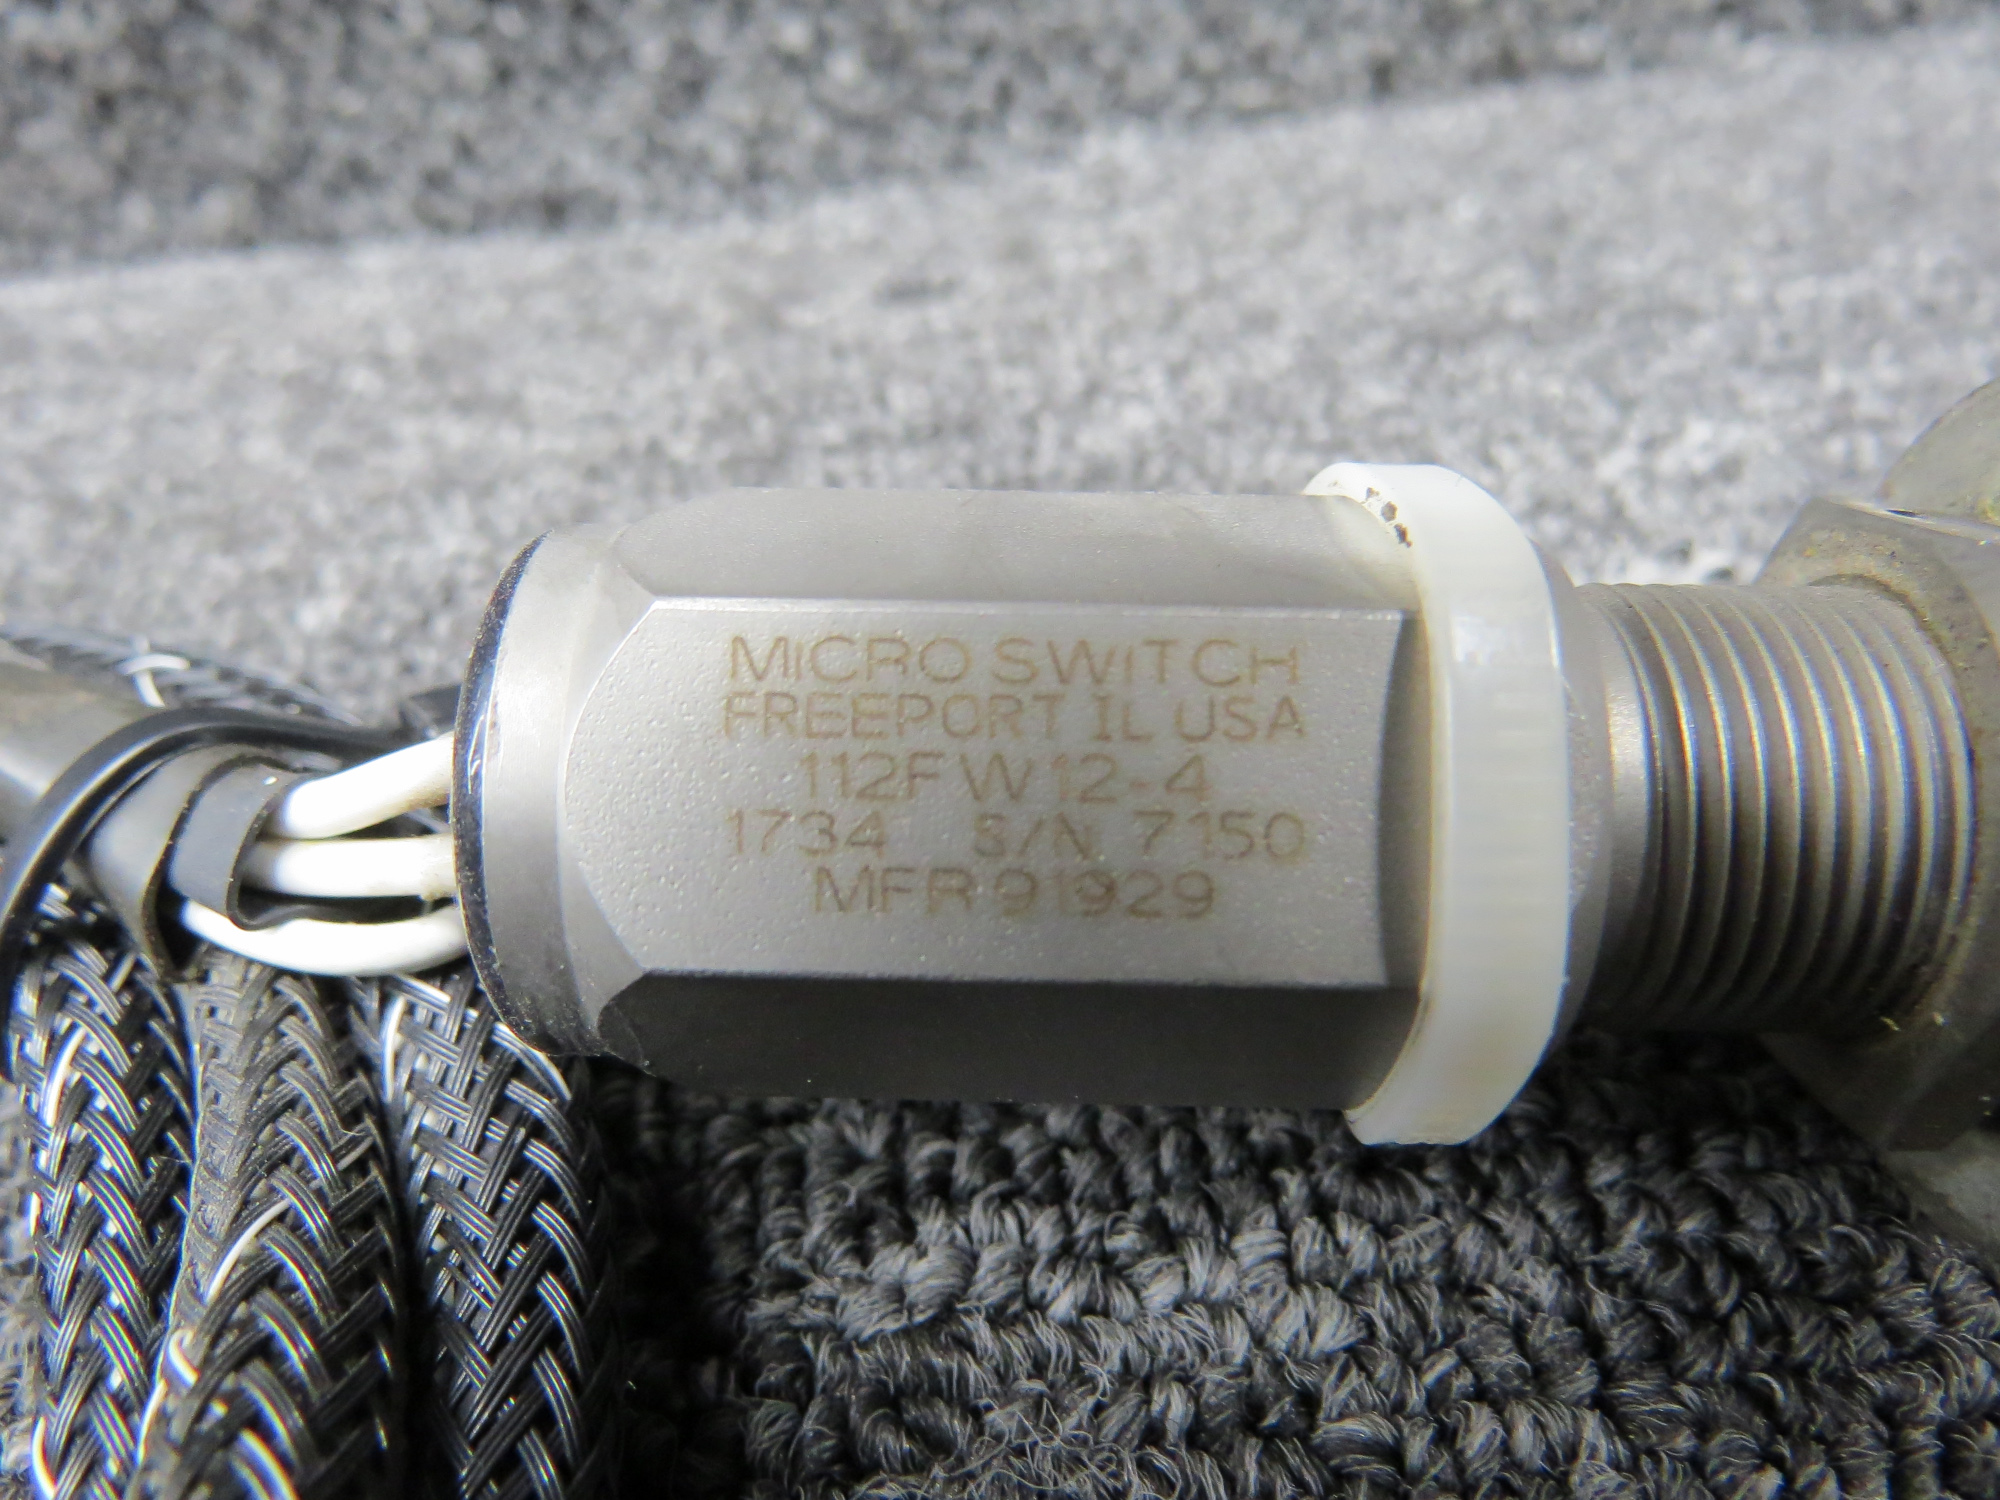 MICRO SWITCH
FREEPORT IL USA
112FW12-4
1734 S/N 7150
MFR 91929